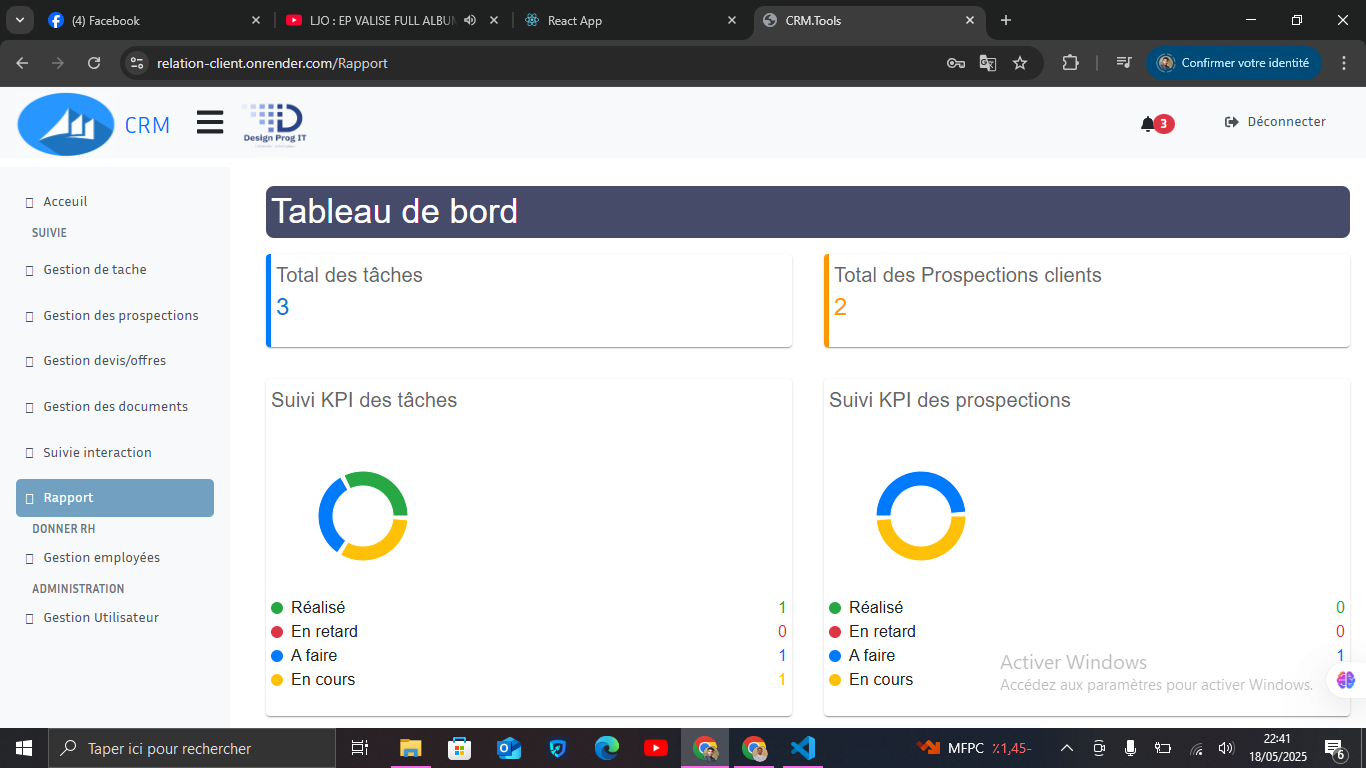 (4) Facebook
LJO : EP VALISE FULL ALBUM
React App
CRM.Tools
relation-client.onrender.com/Rapport
Confirmer votre identité
CRM
D
Design Prog IT
3
Déconnecter
Acceuil
SUIVIE
Gestion de tache
Gestion des prospections
Gestion devis/offres
Gestion des documents
Suivie interaction
Rapport
DONNER RH
Gestion employées
ADMINISTRATION
Gestion Utilisateur
Tableau de bord
Total des tâches
3
Total des Prospections clients
2
Suivi KPI des tâches
Réalisé 1
En retard 0
A faire 1
En cours 1
Suivi KPI des prospections
Réalisé 0
En retard 0
A faire 1
En cours
Activer Windows
Accédez aux paramètres pour activer Windows.
Taper ici pour rechercher
MFPC ٪1,45-
22:41
18/05/2025
6